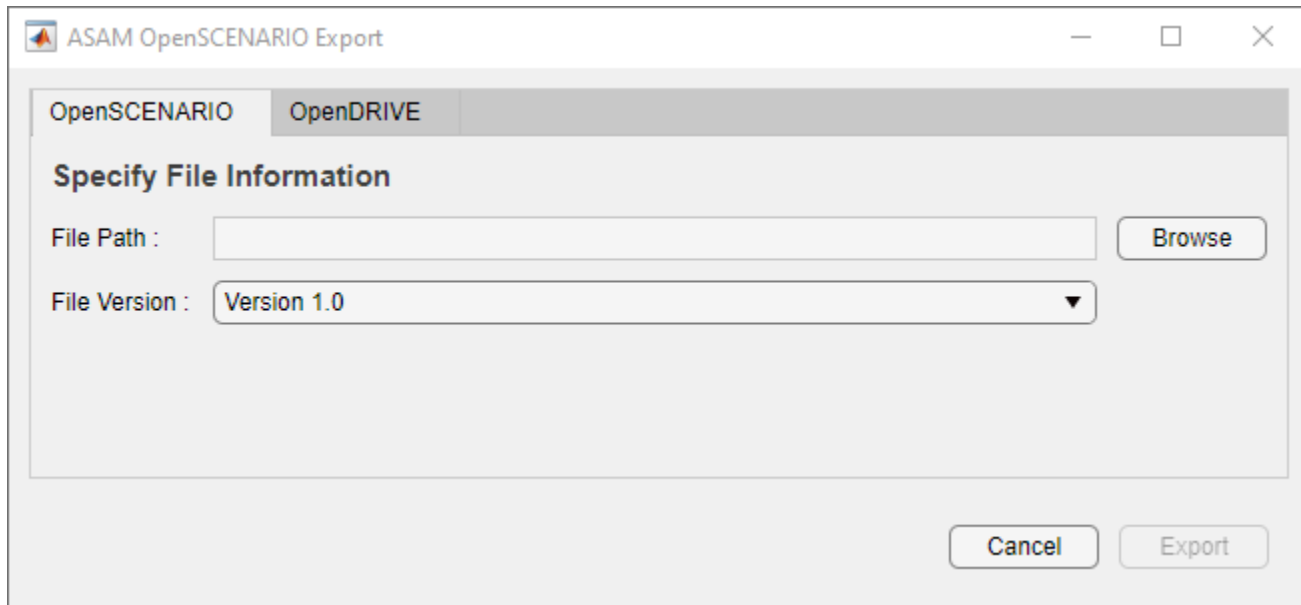 ASAM OpenSCENARIO Export
OpenSCENARIO OpenDRIVE
Specify File Information
File Path : Browse
File Version : Version 1.0
Cancel Export